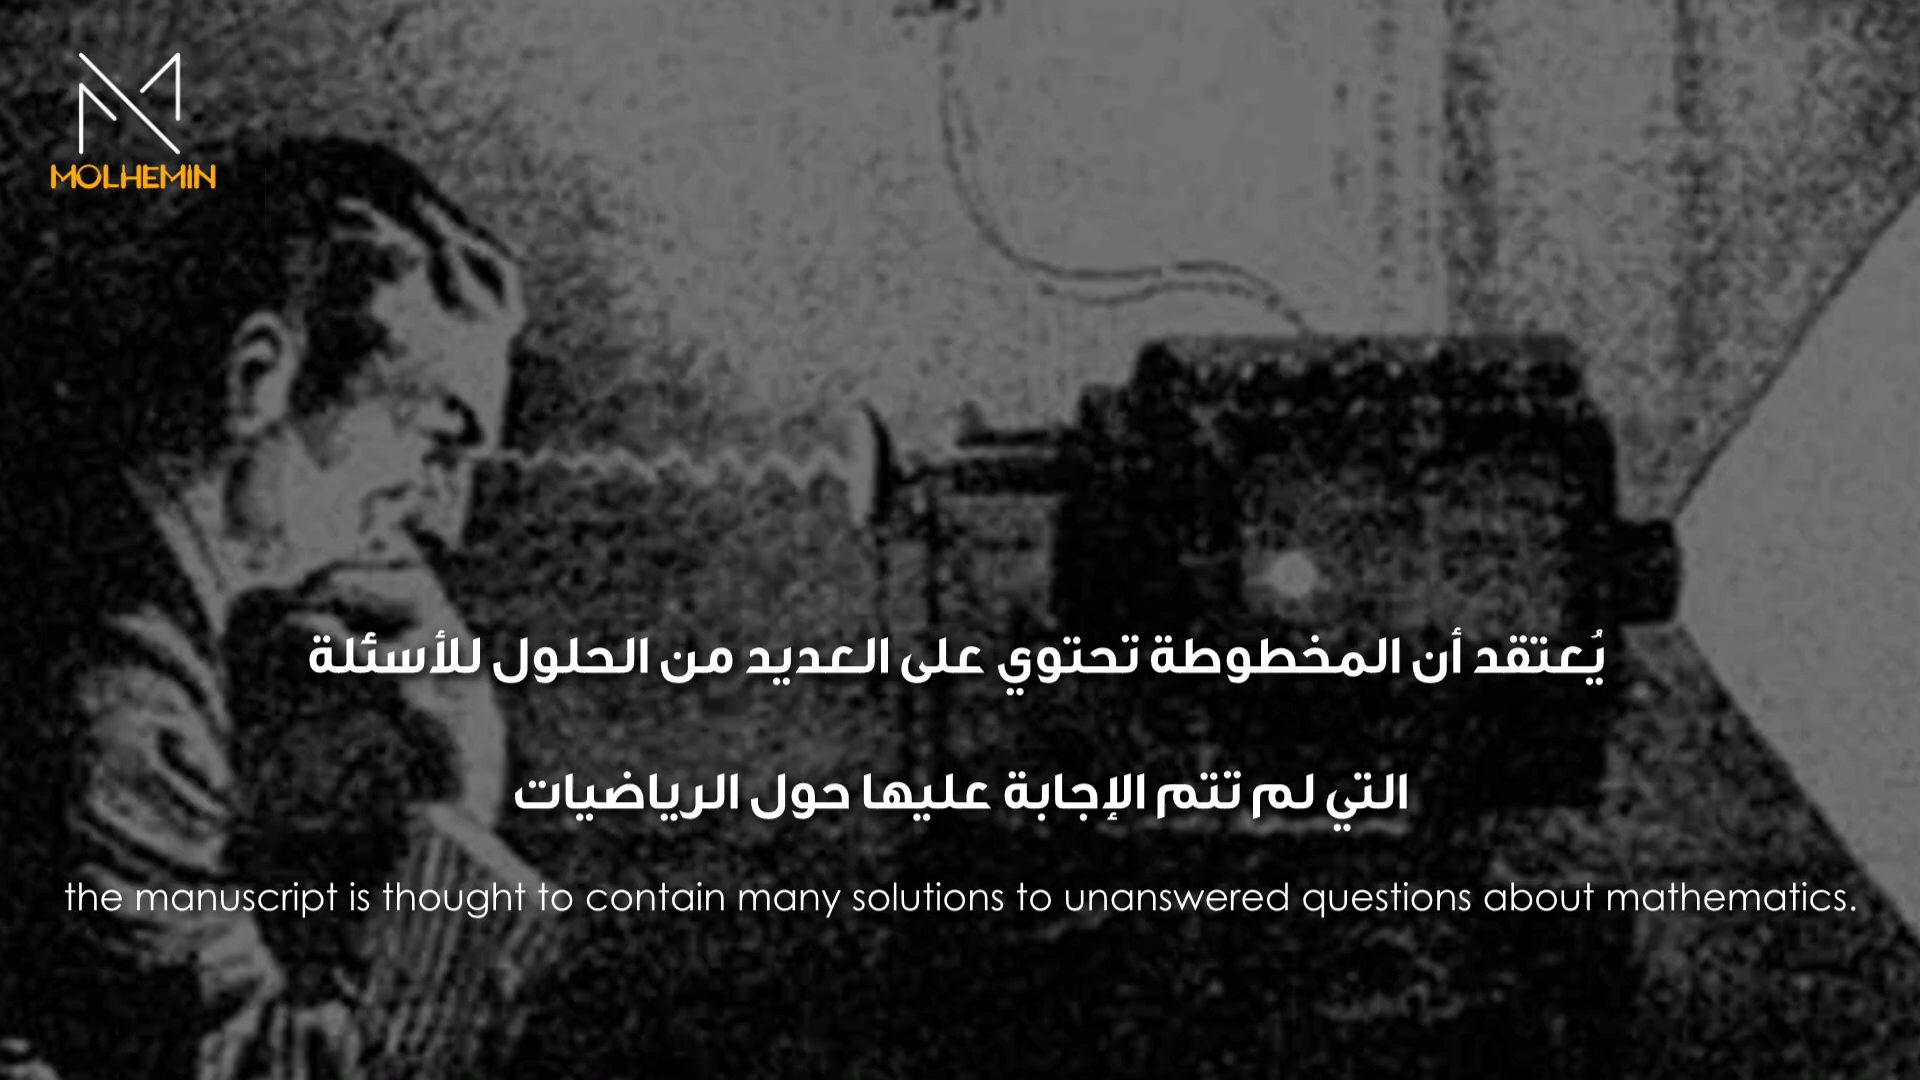 MOLHEMIN
يُعتقد أن المخطوطة تحتوي على العديد من الحلول للأسئلة
التي لم تتم الإجابة عليها حول الرياضيات
the manuscript is thought to contain many solutions to unanswered questions about mathematics.